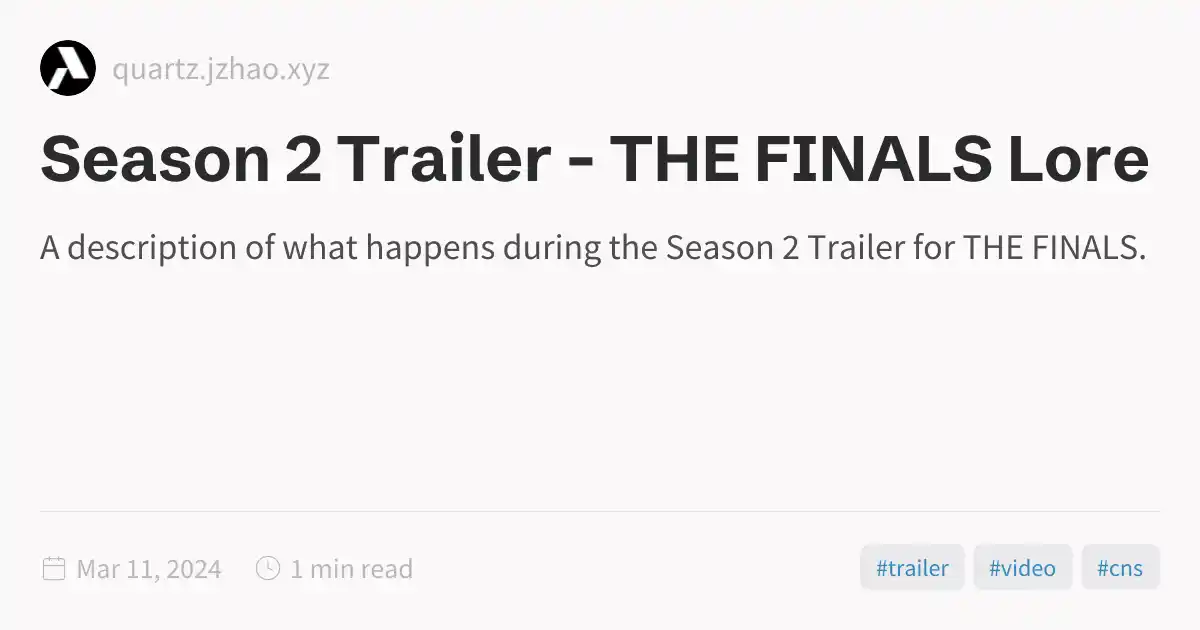 quartz.jzhao.xyz
Season 2 Trailer - THE FINALS Lore
A description of what happens during the Season 2 Trailer for THE FINALS.
Mar 11, 2024 1 min read #trailer #video #cns